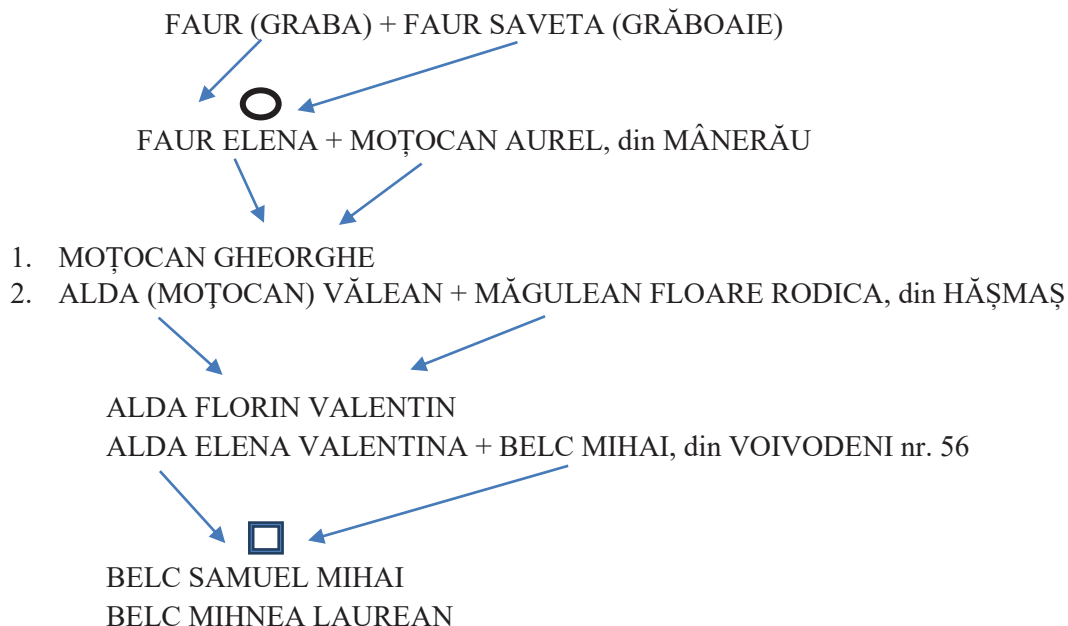 FAUR (GRABA) + FAUR SAVETA (GRĂBOAIE)
FAUR ELENA + MOȚOCAN AUREL, din MÂNERĂU
1. MOȚOCAN GHEORGHE
2. ALDA (MOŢOCAN) VĂLEAN + MĂGULEAN FLOARE RODICA, din HĂȘMAȘ
ALDA FLORIN VALENTIN
ALDA ELENA VALENTINA + BELC MIHAI, din VOIVODENI nr. 56
BELC SAMUEL MIHAI
BELC MIHNEA LAUREAN